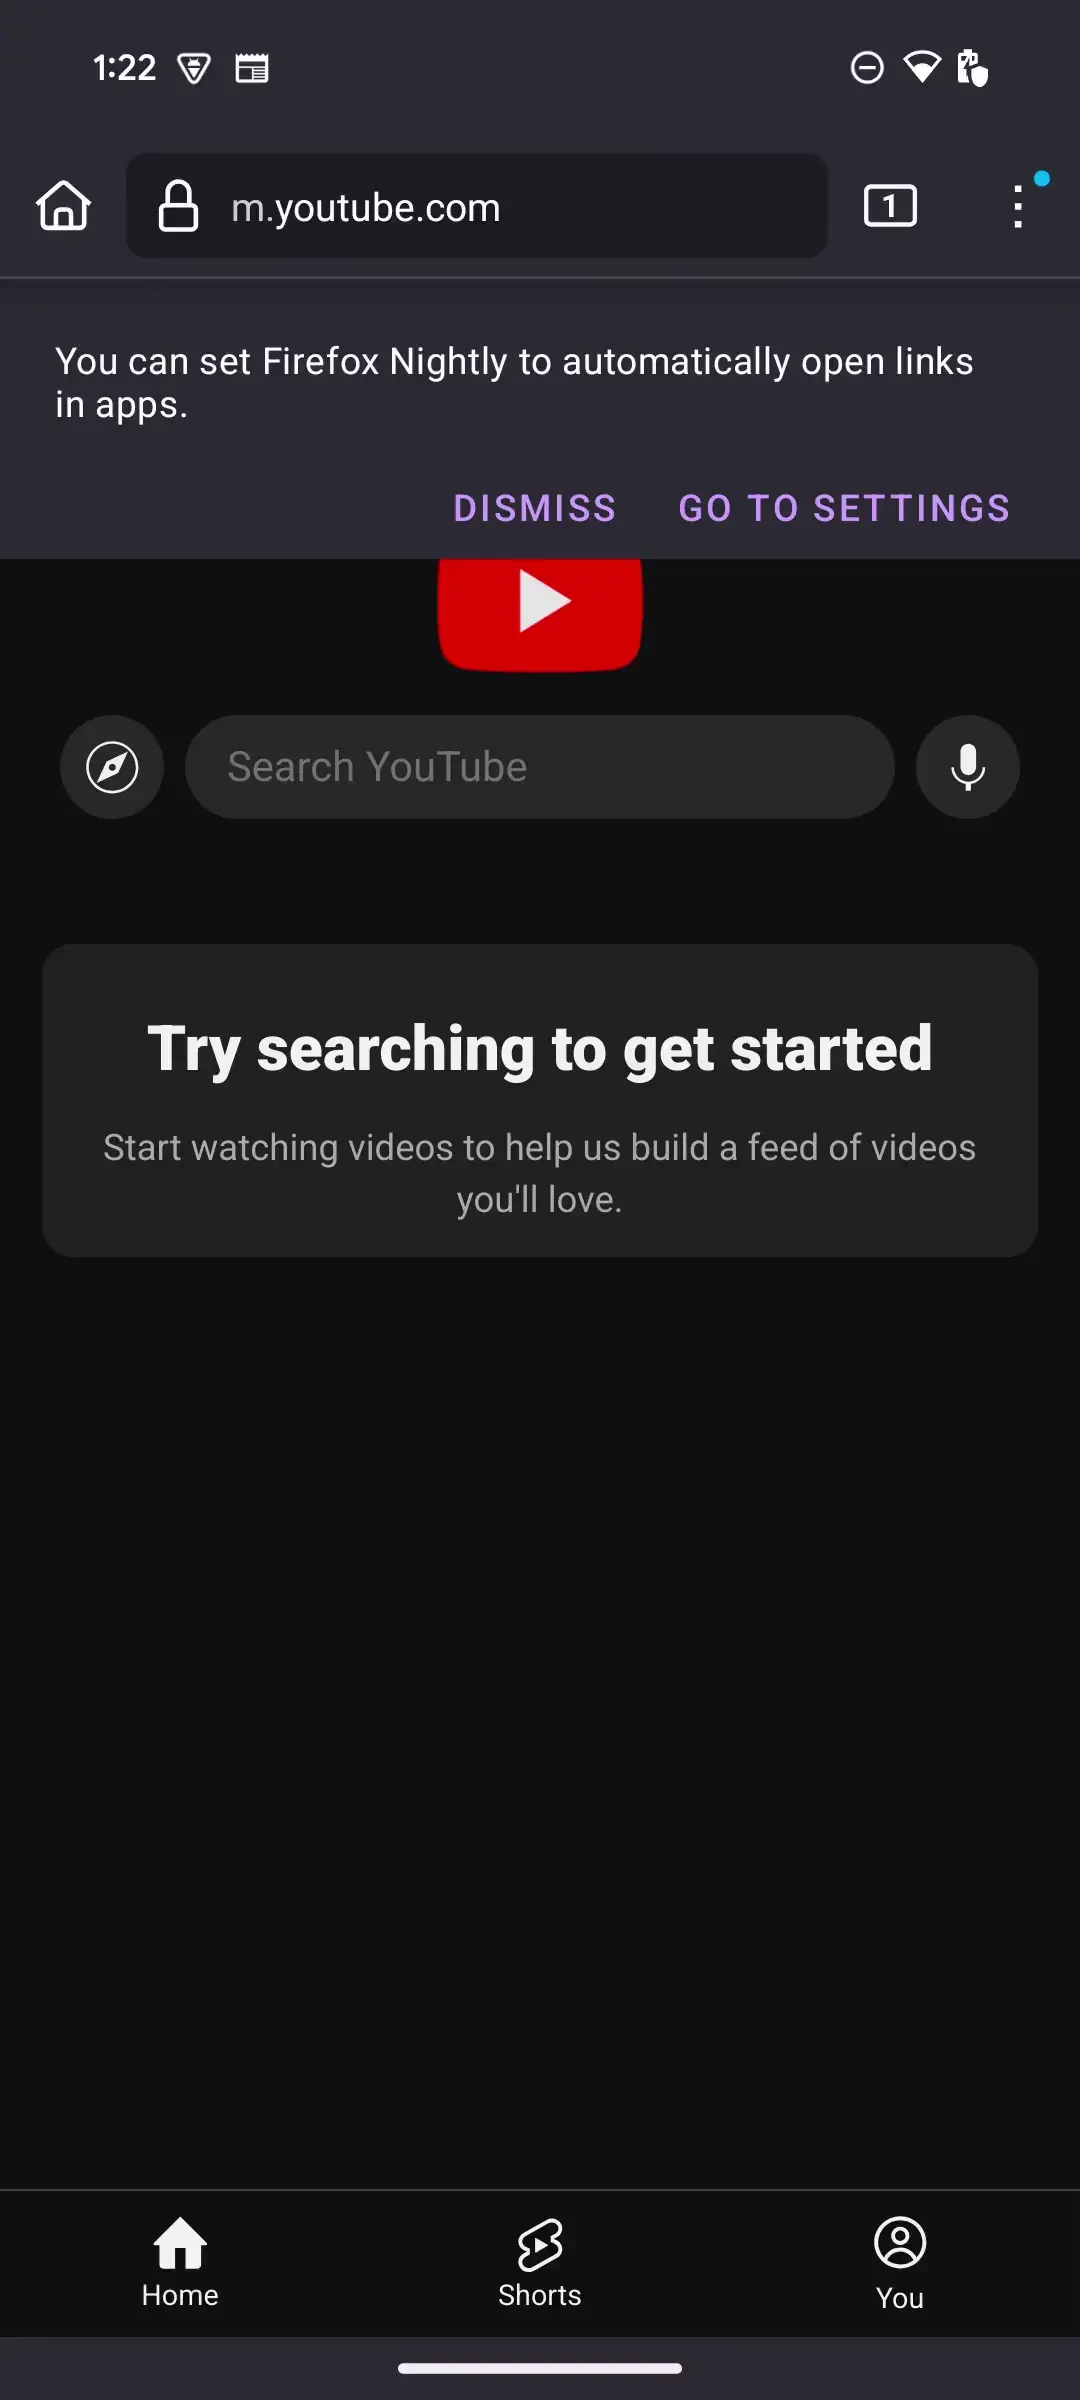 1:22
m.youtube.com
1
You can set Firefox Nightly to automatically open links
in apps.
DISMISS GO TO SETTINGS
Search YouTube
Try searching to get started
Start watching videos to help us build a feed of videos
you'll love.
Home Shorts You